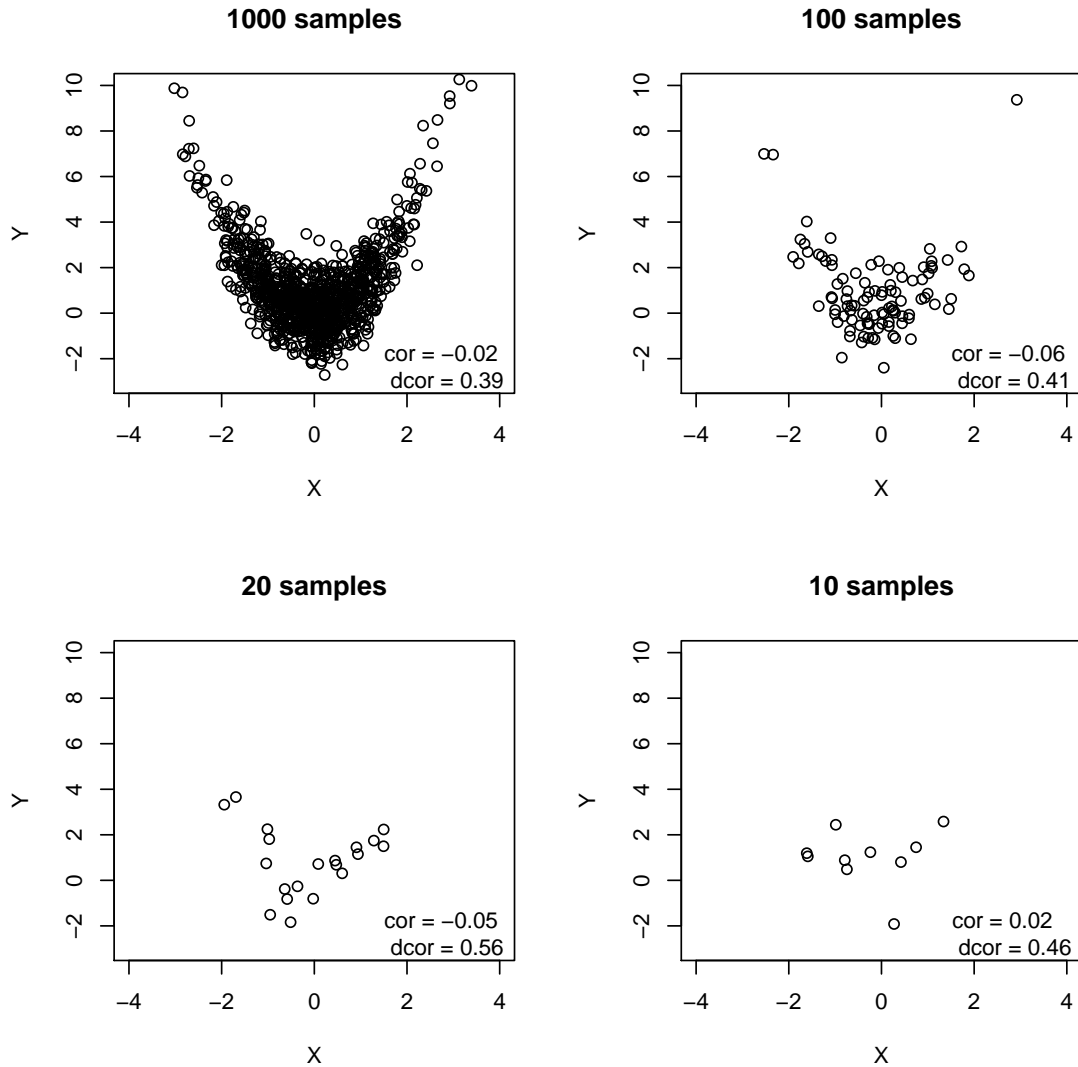 1000 samples
10
8
6
4
2
0
−2
Y
cor = −0.02
dcor = 0.39
−4 −2 0 2 4
X
100 samples
10
8
6
4
2
0
−2
Y
cor = −0.06
dcor = 0.41
−4 −2 0 2 4
X
20 samples
10
8
6
4
2
0
−2
Y
cor = −0.05
dcor = 0.56
−4 −2 0 2 4
X
10 samples
10
8
6
4
2
0
−2
Y
cor = 0.02
dcor = 0.46
−4 −2 0 2 4
X